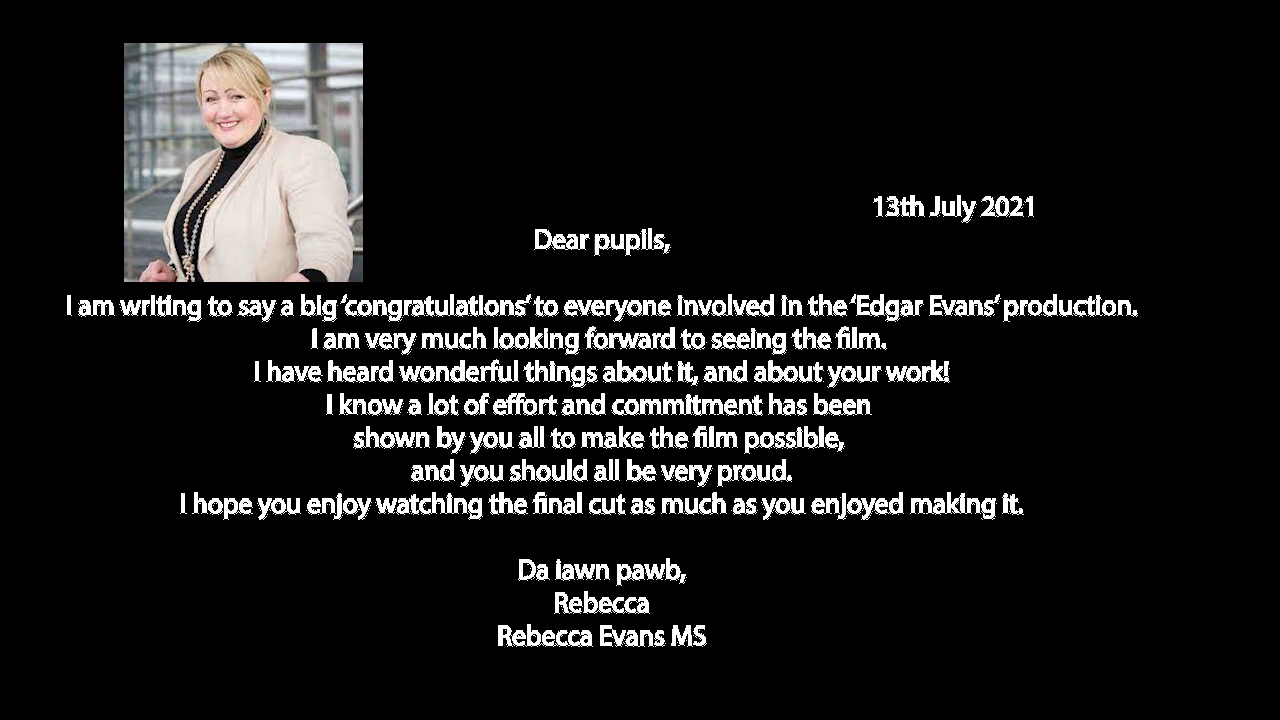 13th July 2021
Dear pupils,
I am writing to say a big ‘congratulations‘ to everyone involved in the ‘Edgar Evans‘ production.
I am very much looking forward to seeing the film.
I have heard wonderful things about it, and about your work!
I know a lot of effort and commitment has been
shown by you all to make the film possible,
and you should all be very proud.
I hope you enjoy watching the final cut as much as you enjoyed making it.
Da iawn pawb,
Rebecca
Rebecca Evans MS